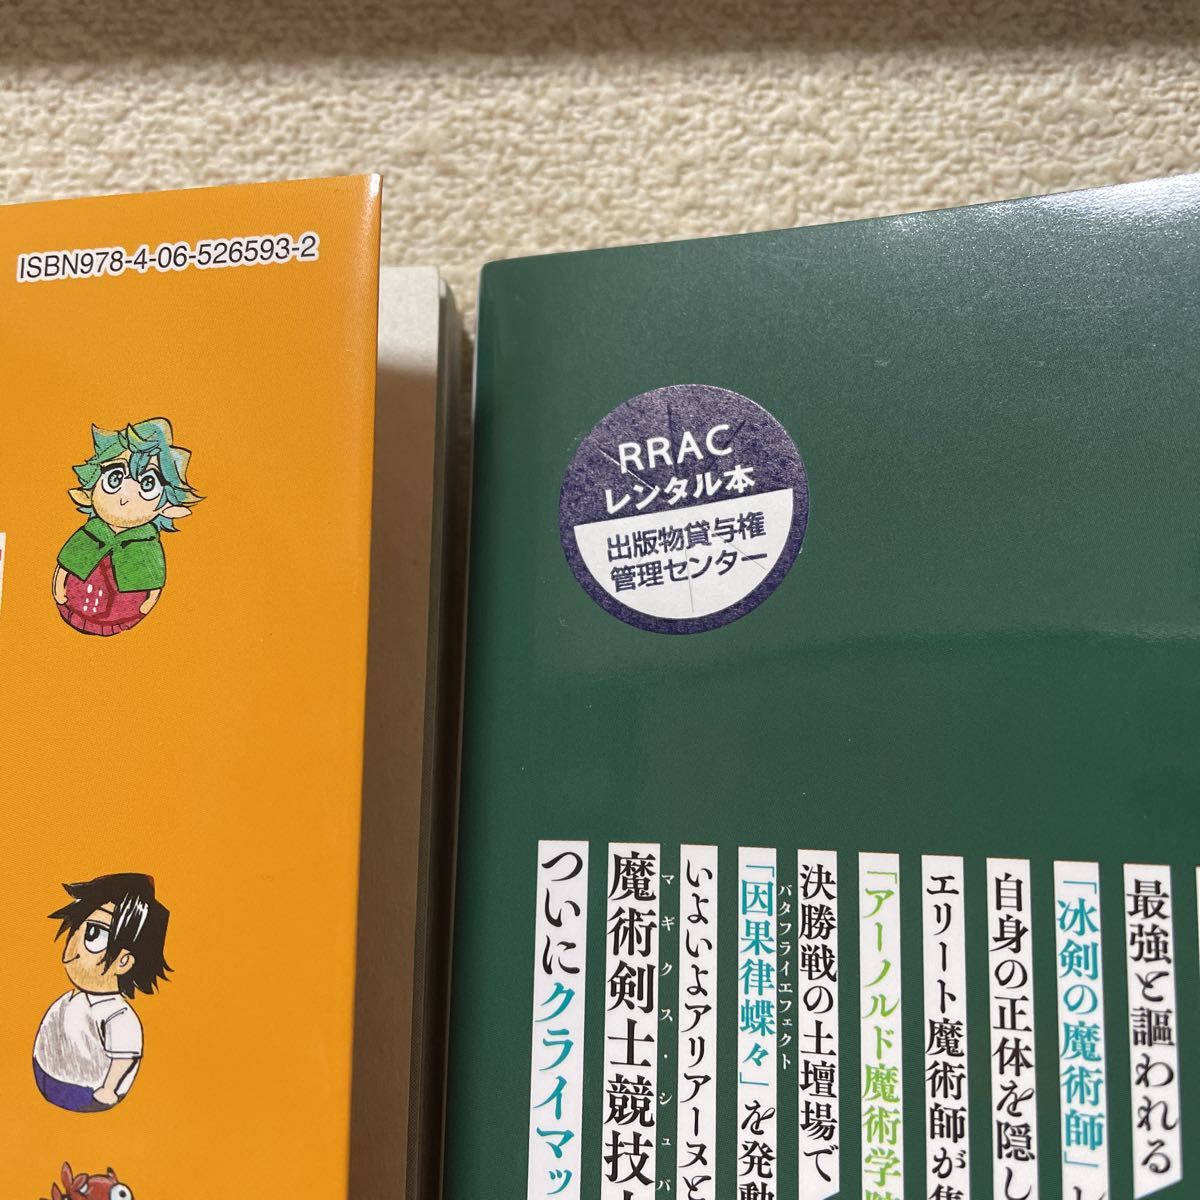 ISBN978-4-06-526593-2
RRAC
レンタル本
出版物貸与権
管理センター
最強と謳われる
「冰剣の魔術師」
自身の正体を隠し
エリート魔術師が
「アーノルド魔術学
決勝戦の土壇場で
バタフライエフェクト
「因果律蝶々」を発動
いよいよアリアーヌと
マギクス・シュバ
魔術剣士競技
ついにクライマッ